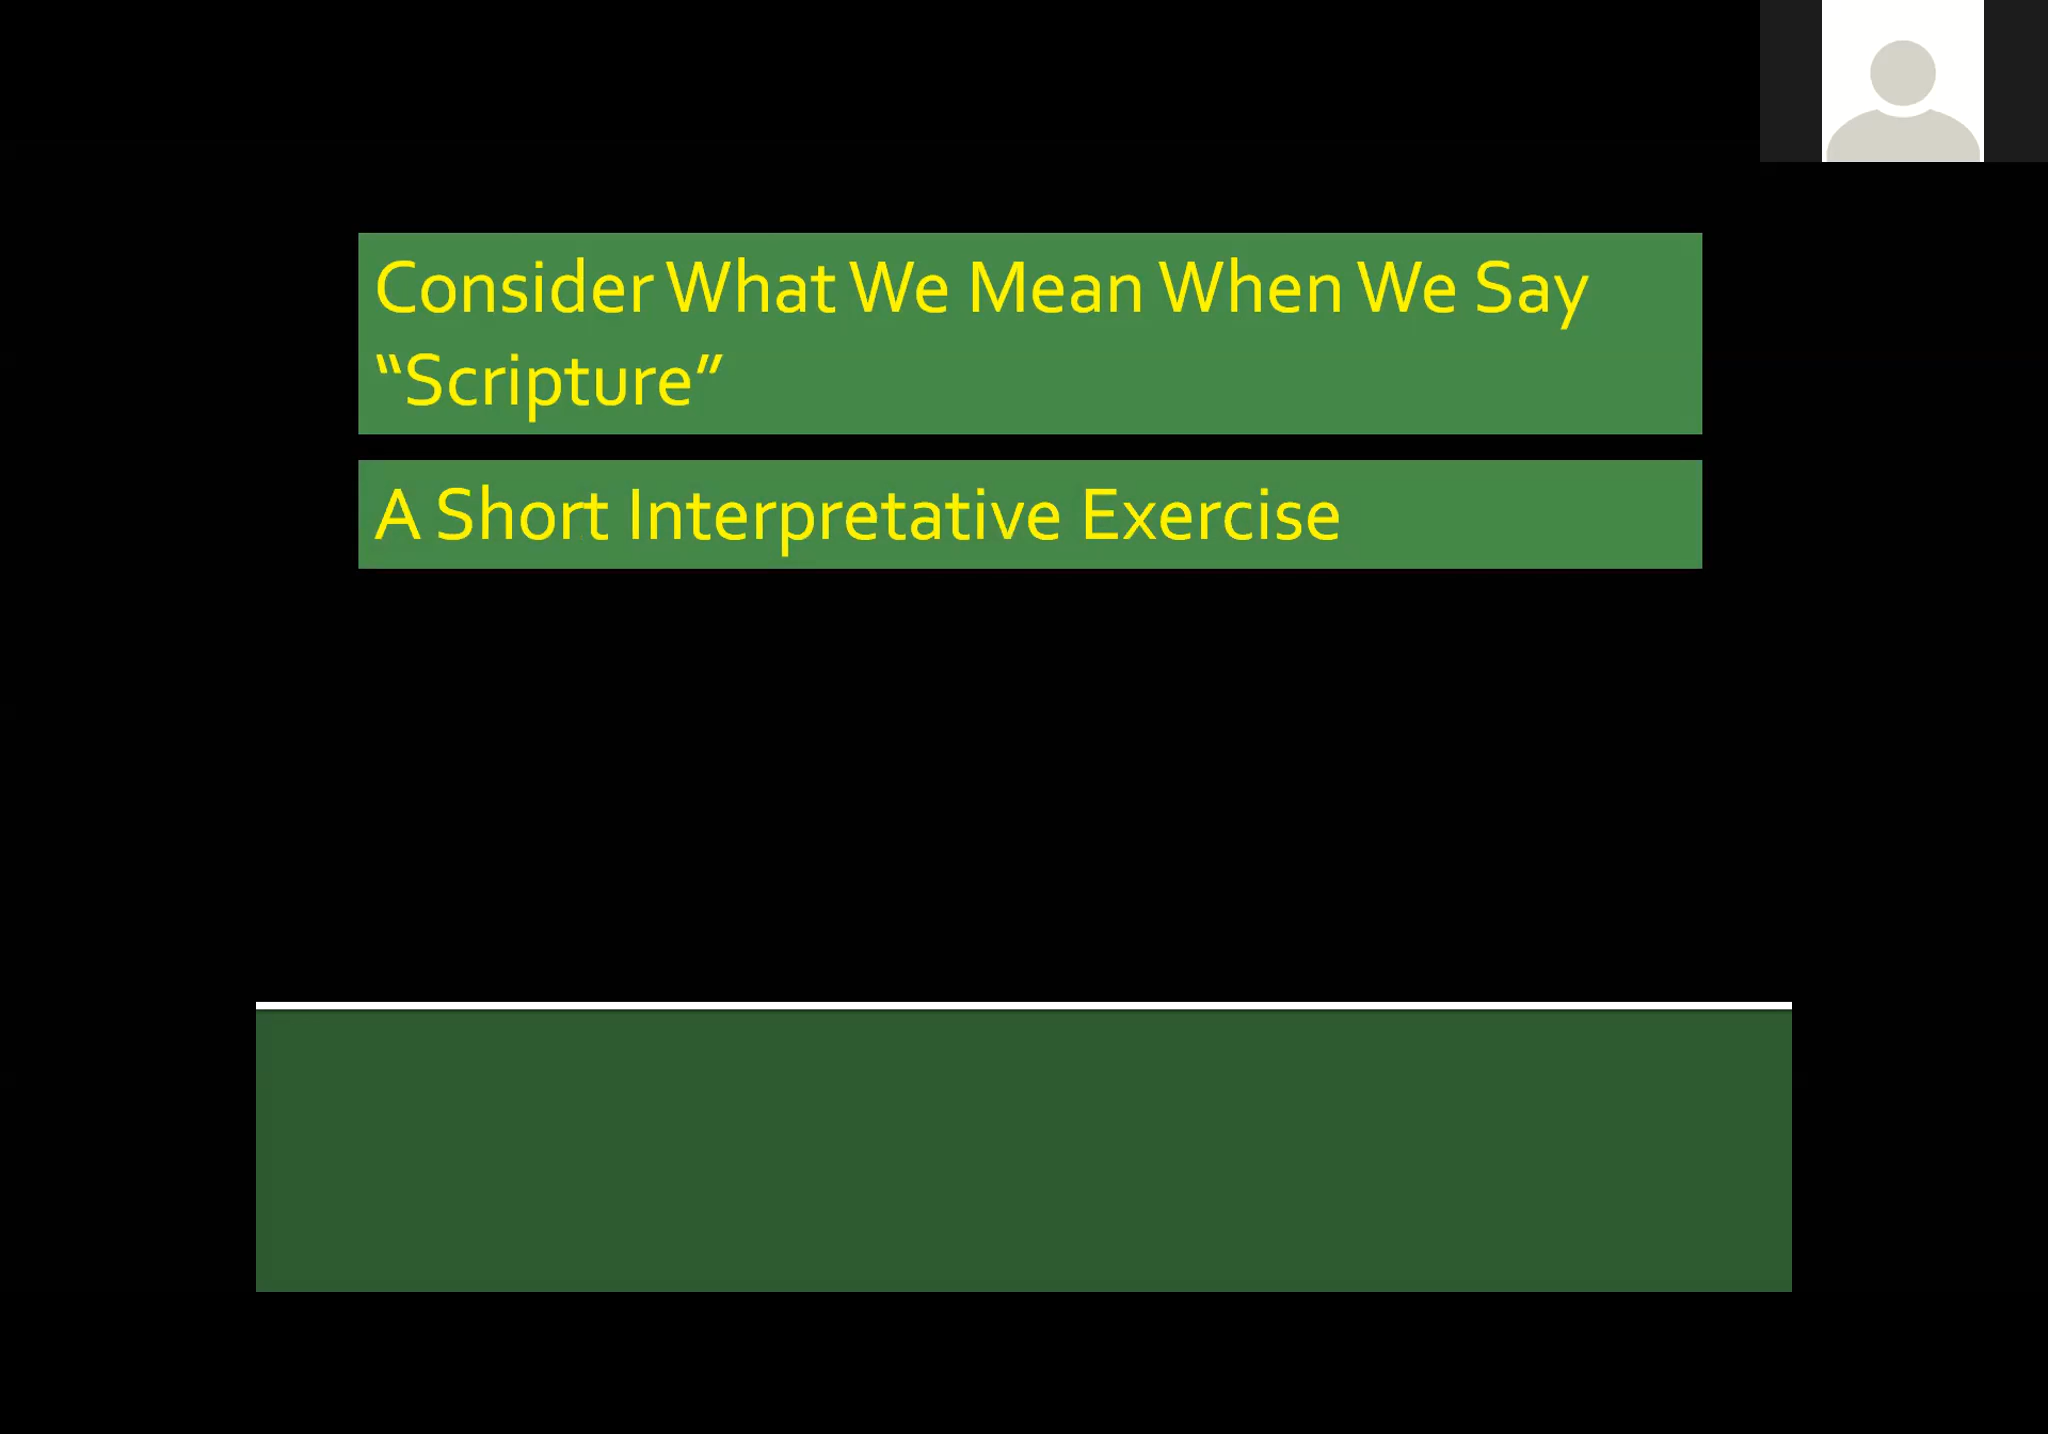 Consider What We Mean When We Say
“Scripture”
A Short Interpretative Exercise